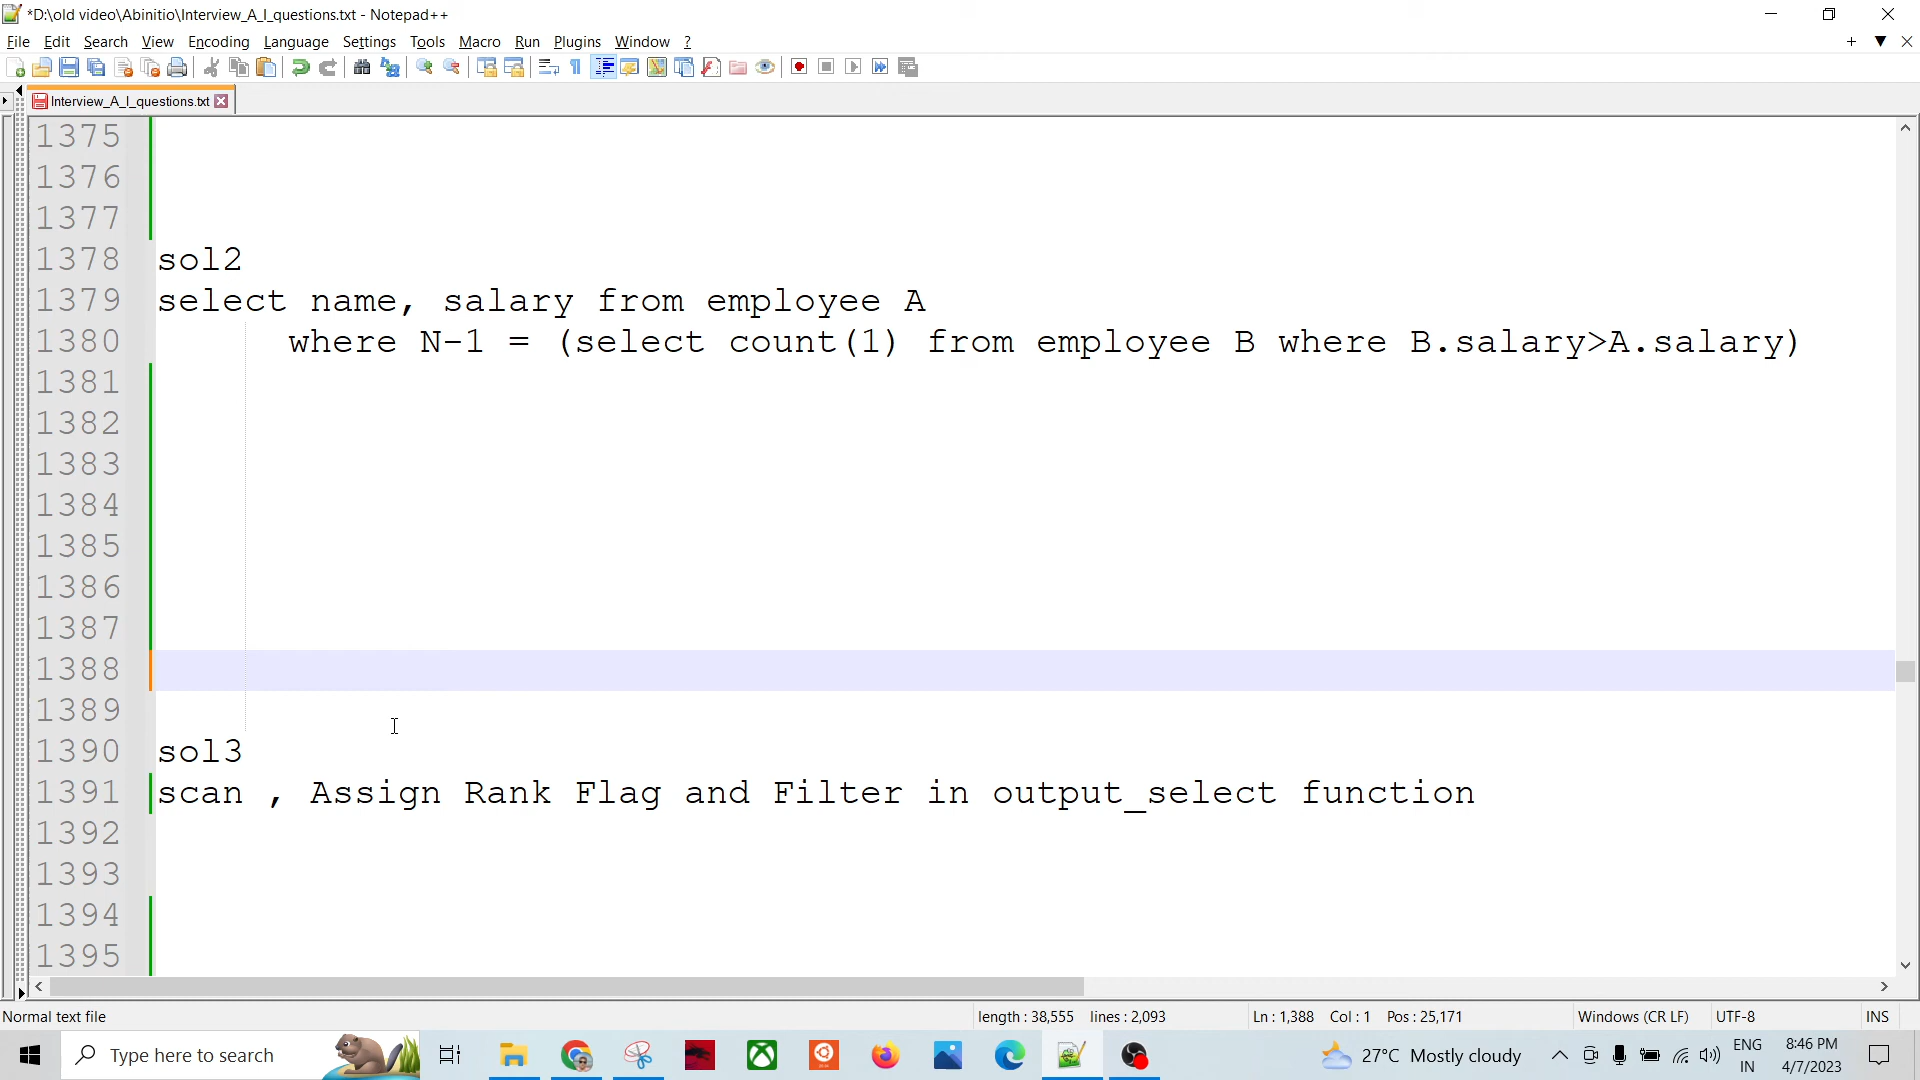 *D:\old video\Abinitio\Interview_A_I_questions.txt - Notepad++
File Edit Search View Encoding Language Settings Tools Macro Run Plugins Window ?
Interview_A_I_questions.txt
1375
1376
1377
1378 sol2
1379 select name, salary from employee A
1380 where N-1 = (select count(1) from employee B where B.salary>A.salary)
1381
1382
1383
1384
1385
1386
1387
1388
1389
1390 sol3
1391 scan , Assign Rank Flag and Filter in output_select function
1392
1393
1394
1395
Normal text file length : 38,555 lines : 2,093 Ln : 1,388 Col : 1 Pos : 25,171 Windows (CR LF) UTF-8 INS
Type here to search 27°C Mostly cloudy ENG IN 8:46 PM 4/7/2023